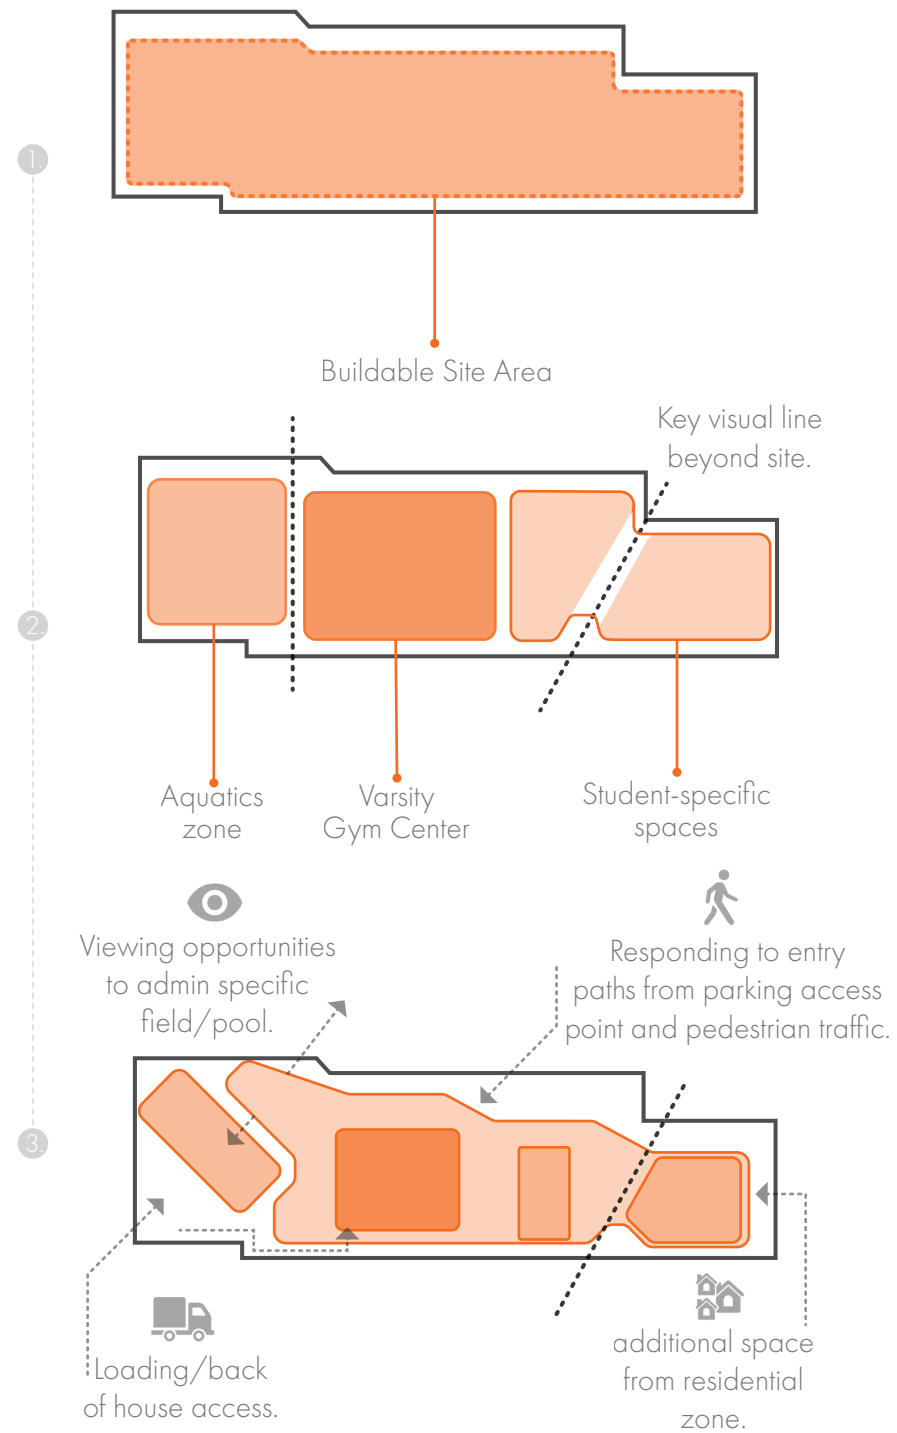 1.
Buildable Site Area
Key visual line
beyond site.
2.
Aquatics
zone
Varsity
Gym Center
Student-specific
spaces
Viewing opportunities
to admin specific
field/pool.
Responding to entry
paths from parking access
point and pedestrian traffic.
3.
Loading/back
of house access.
additional space
from residential
zone.